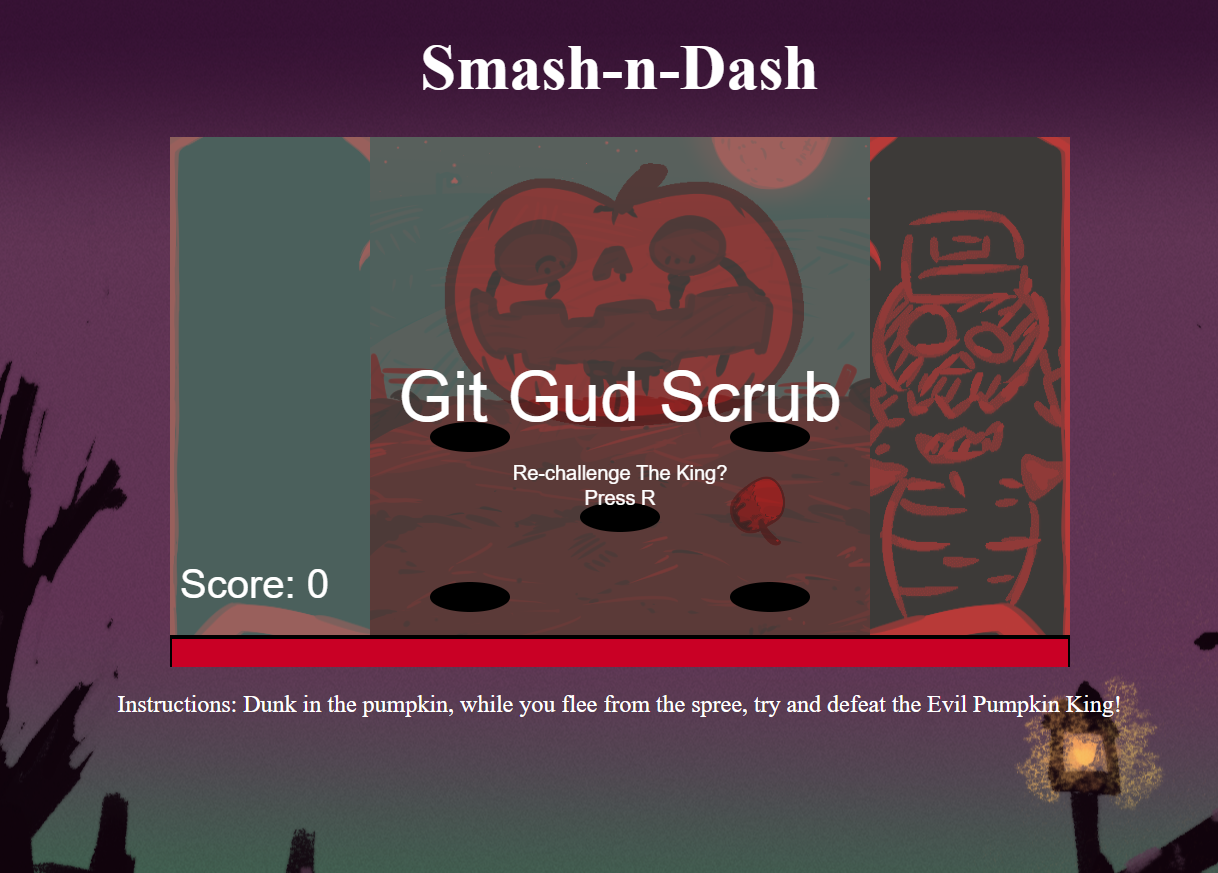 Smash-n-Dash
Git Gud Scrub
Re-challenge The King?
Press R
Score: 0
Instructions: Dunk in the pumpkin, while you flee from the spree, try and defeat the Evil Pumpkin King!